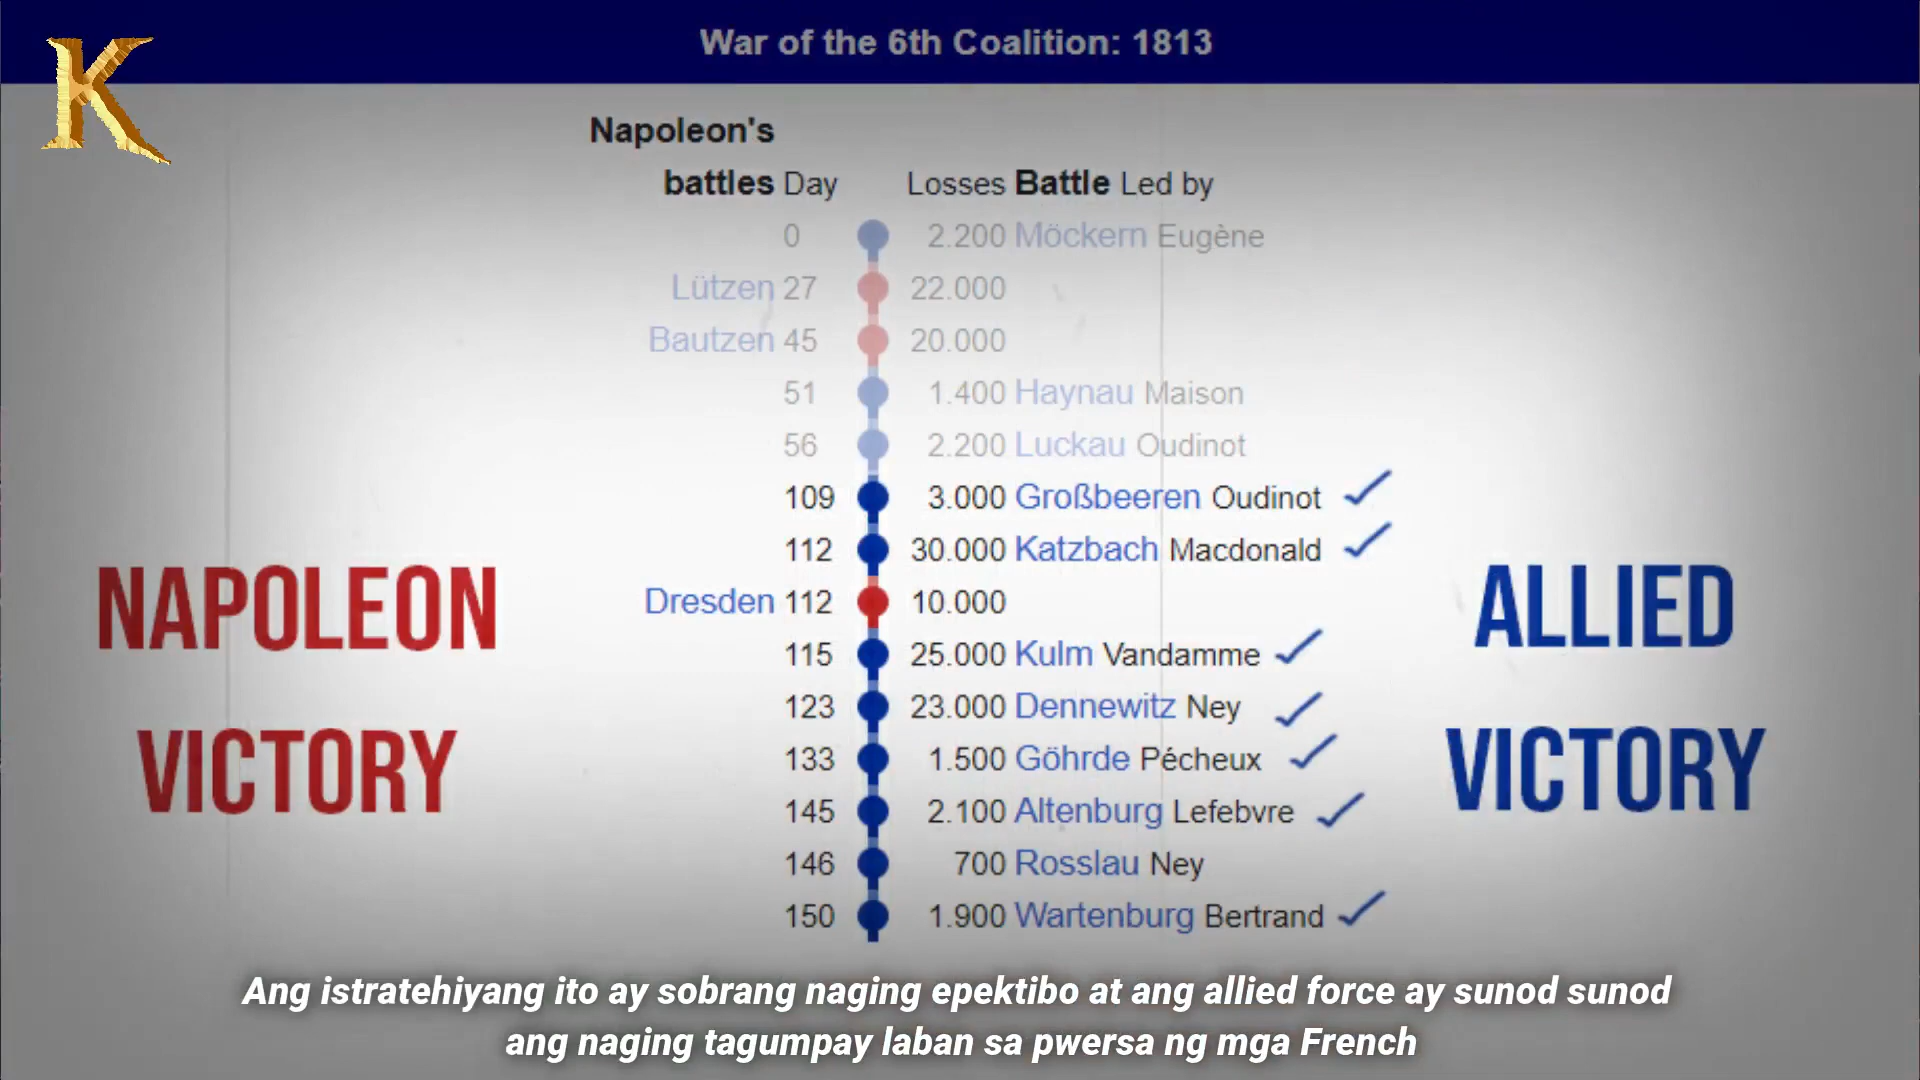 War of the 6th Coalition: 1813
K
Napoleon's
battles Day Losses Battle Led by
0 2.200 Möckern Eugène
Lützen 27 22.000
Bautzen 45 20.000
51 1.400 Haynau Maison
56 2.200 Luckau Oudinot
109 3.000 Großbeeren Oudinot
112 30.000 Katzbach Macdonald
Dresden 112 10.000
115 25.000 Kulm Vandamme
123 23.000 Dennewitz Ney
133 1.500 Göhrde Pécheux
145 2.100 Altenburg Lefebvre
146 700 Rosslau Ney
150 1.900 Wartenburg Bertrand
NAPOLEON
VICTORY
ALLIED
VICTORY
Ang istratehiyang ito ay sobrang naging epektibo at ang allied force ay sunod sunod
ang naging tagumpay laban sa pwersa ng mga French